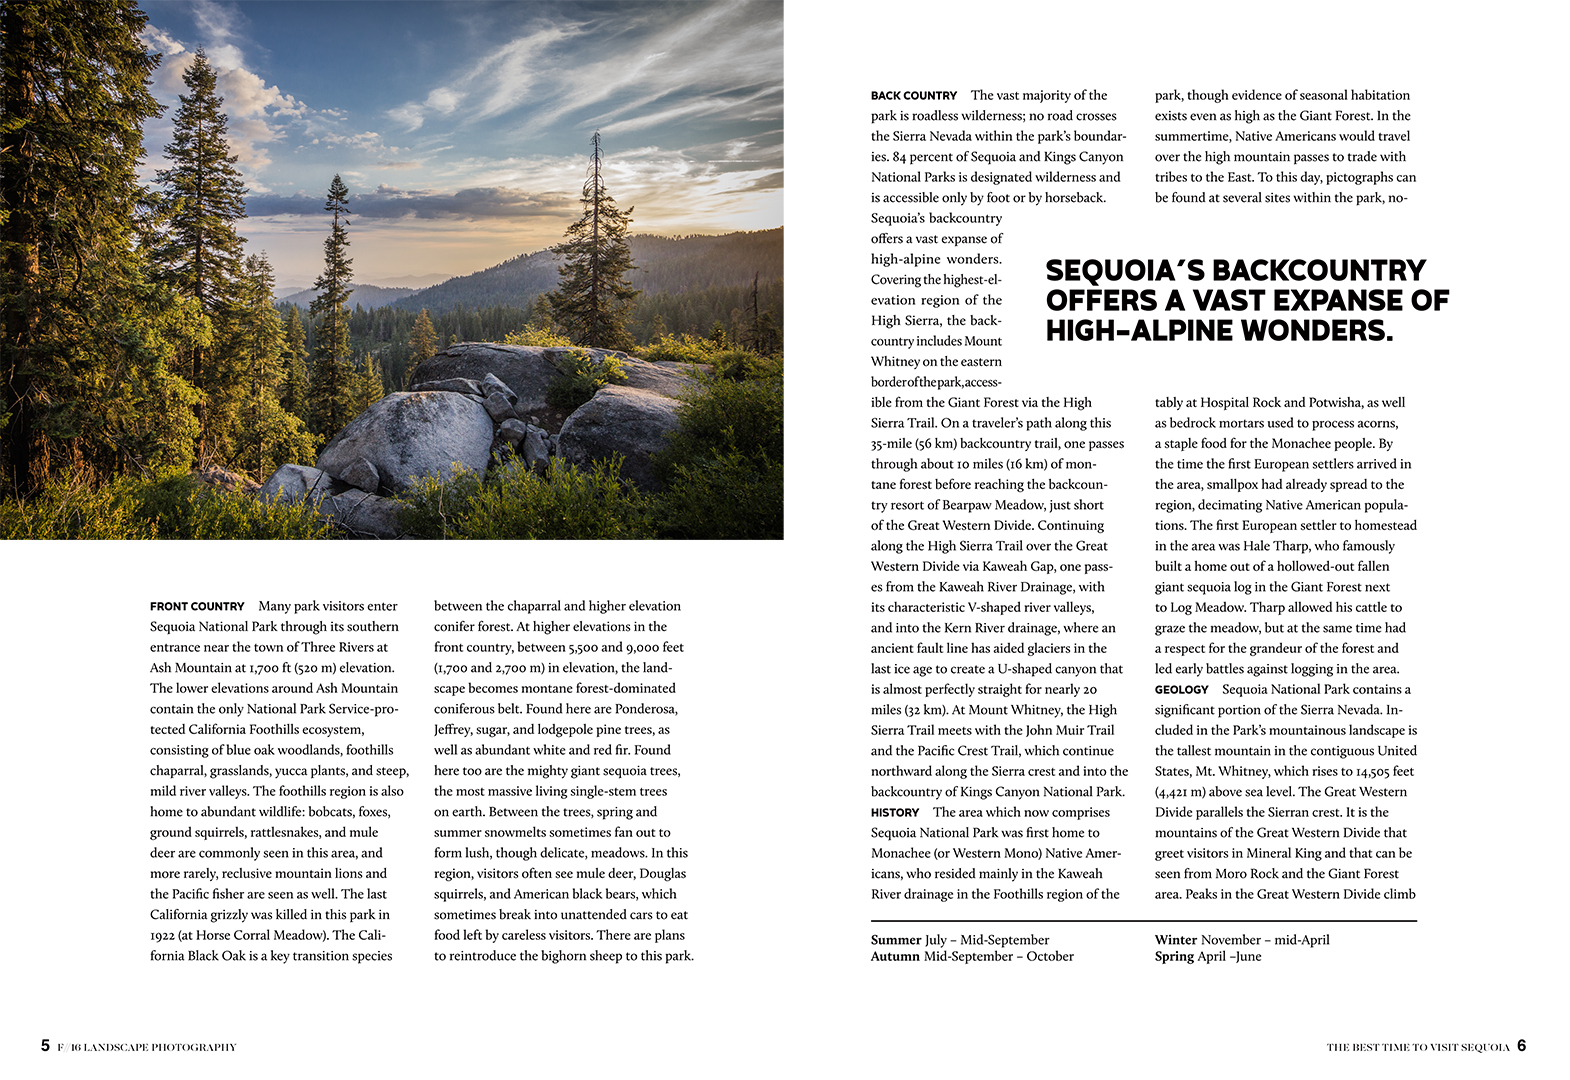 FRONT COUNTRY Many park visitors enter
Sequoia National Park through its southern
entrance near the town of Three Rivers at
Ash Mountain at 1,700 ft (520 m) elevation.
The lower elevations around Ash Mountain
contain the only National Park Service-pro-
tected California Foothills ecosystem,
consisting of blue oak woodlands, foothills
chaparral, grasslands, yucca plants, and steep,
mild river valleys. The foothills region is also
home to abundant wildlife: bobcats, foxes,
ground squirrels, rattlesnakes, and mule
deer are commonly seen in this area, and
more rarely, reclusive mountain lions and
the Pacific fisher are seen as well. The last
California grizzly was killed in this park in
1922 (at Horse Corral Meadow). The Cali-
fornia Black Oak is a key transition species
between the chaparral and higher elevation
conifer forest. At higher elevations in the
front country, between 5,500 and 9,000 feet
(1,700 and 2,700 m) in elevation, the land-
scape becomes montane forest-dominated
coniferous belt. Found here are Ponderosa,
Jeffrey, sugar, and lodgepole pine trees, as
well as abundant white and red fir. Found
here too are the mighty giant sequoia trees,
the most massive living single-stem trees
on earth. Between the trees, spring and
summer snowmelts sometimes fan out to
form lush, though delicate, meadows. In this
region, visitors often see mule deer, Douglas
squirrels, and American black bears, which
sometimes break into unattended cars to eat
food left by careless visitors. There are plans
to reintroduce the bighorn sheep to this park.
5 F//16 LANDSCAPE PHOTOGRAPHY
BACK COUNTRY The vast majority of the
park is roadless wilderness; no road crosses
the Sierra Nevada within the park's boundar-
ies. 84 percent of Sequoia and Kings Canyon
National Parks is designated wilderness and
is accessible only by foot or by horseback.
Sequoia's backcountry
offers a vast expanse of
high-alpine wonders.
Covering the highest-el-
evation region of the
High Sierra, the back-
country includes Mount
Whitney on the eastern
border of the park, access-
ible from the Giant Forest via the High
Sierra Trail. On a traveler's path along this
35-mile (56 km) backcountry trail, one passes
through about 10 miles (16 km) of mon-
tane forest before reaching the backcoun-
try resort of Bearpaw Meadow, just short
of the Great Western Divide. Continuing
along the High Sierra Trail over the Great
Western Divide via Kaweah Gap, one pass-
es from the Kaweah River Drainage, with
its characteristic V-shaped river valleys,
and into the Kern River drainage, where an
ancient fault line has aided glaciers in the
last ice age to create a U-shaped canyon that
is almost perfectly straight for nearly 20
miles (32 km). At Mount Whitney, the High
Sierra Trail meets with the John Muir Trail
and the Pacific Crest Trail, which continue
northward along the Sierra crest and into the
backcountry of Kings Canyon National Park.
HISTORY The area which now comprises
Sequoia National Park was first home to
Monachee (or Western Mono) Native Amer-
icans, who resided mainly in the Kaweah
River drainage in the Foothills region of the
park, though evidence of seasonal habitation
exists even as high as the Giant Forest. In the
summertime, Native Americans would travel
over the high mountain passes to trade with
tribes to the East. To this day, pictographs can
be found at several sites within the park, no-
SEQUOIA´S BACKCOUNTRY
OFFERS A VAST EXPANSE OF
HIGH-ALPINE WONDERS.
tably at Hospital Rock and Potwisha, as well
as bedrock mortars used to process acorns,
a staple food for the Monachee people. By
the time the first European settlers arrived in
the area, smallpox had already spread to the
region, decimating Native American popula-
tions. The first European settler to homestead
in the area was Hale Tharp, who famously
built a home out of a hollowed-out fallen
giant sequoia log in the Giant Forest next
to Log Meadow. Tharp allowed his cattle to
graze the meadow, but at the same time had
a respect for the grandeur of the forest and
led early battles against logging in the area.
GEOLOGY Sequoia National Park contains a
significant portion of the Sierra Nevada. In-
cluded in the Park's mountainous landscape is
the tallest mountain in the contiguous United
States, Mt. Whitney, which rises to 14,505 feet
(4,421 m) above sea level. The Great Western
Divide parallels the Sierran crest. It is the
mountains of the Great Western Divide that
greet visitors in Mineral King and that can be
seen from Moro Rock and the Giant Forest
area. Peaks in the Great Western Divide climb
Summer July – Mid-September
Autumn Mid-September – October
Winter November – mid-April
Spring April –June
THE BEST TIME TO VISIT SEQUOIA 6